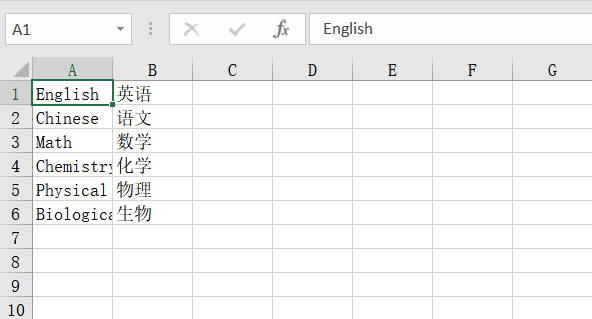 A1 English
A B C D E F G
1 English 英语
2 Chinese 语文
3 Math 数学
4 Chemistry 化学
5 Physical 物理
6 Biologica 生物
7
8
9
10